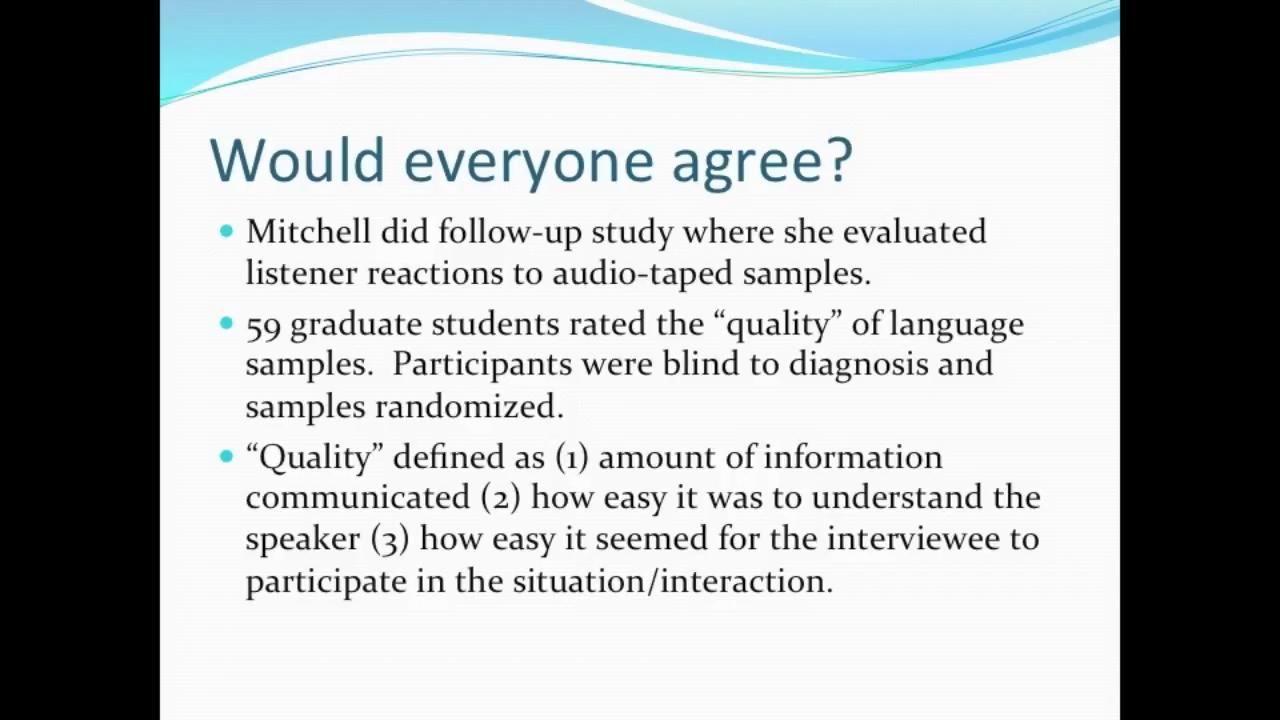 Would everyone agree?
• Mitchell did follow-up study where she evaluated
listener reactions to audio-taped samples.
• 59 graduate students rated the “quality” of language
samples.  Participants were blind to diagnosis and
samples randomized.
• “Quality” defined as (1) amount of information
communicated (2) how easy it was to understand the
speaker (3) how easy it seemed for the interviewee to
participate in the situation/interaction.